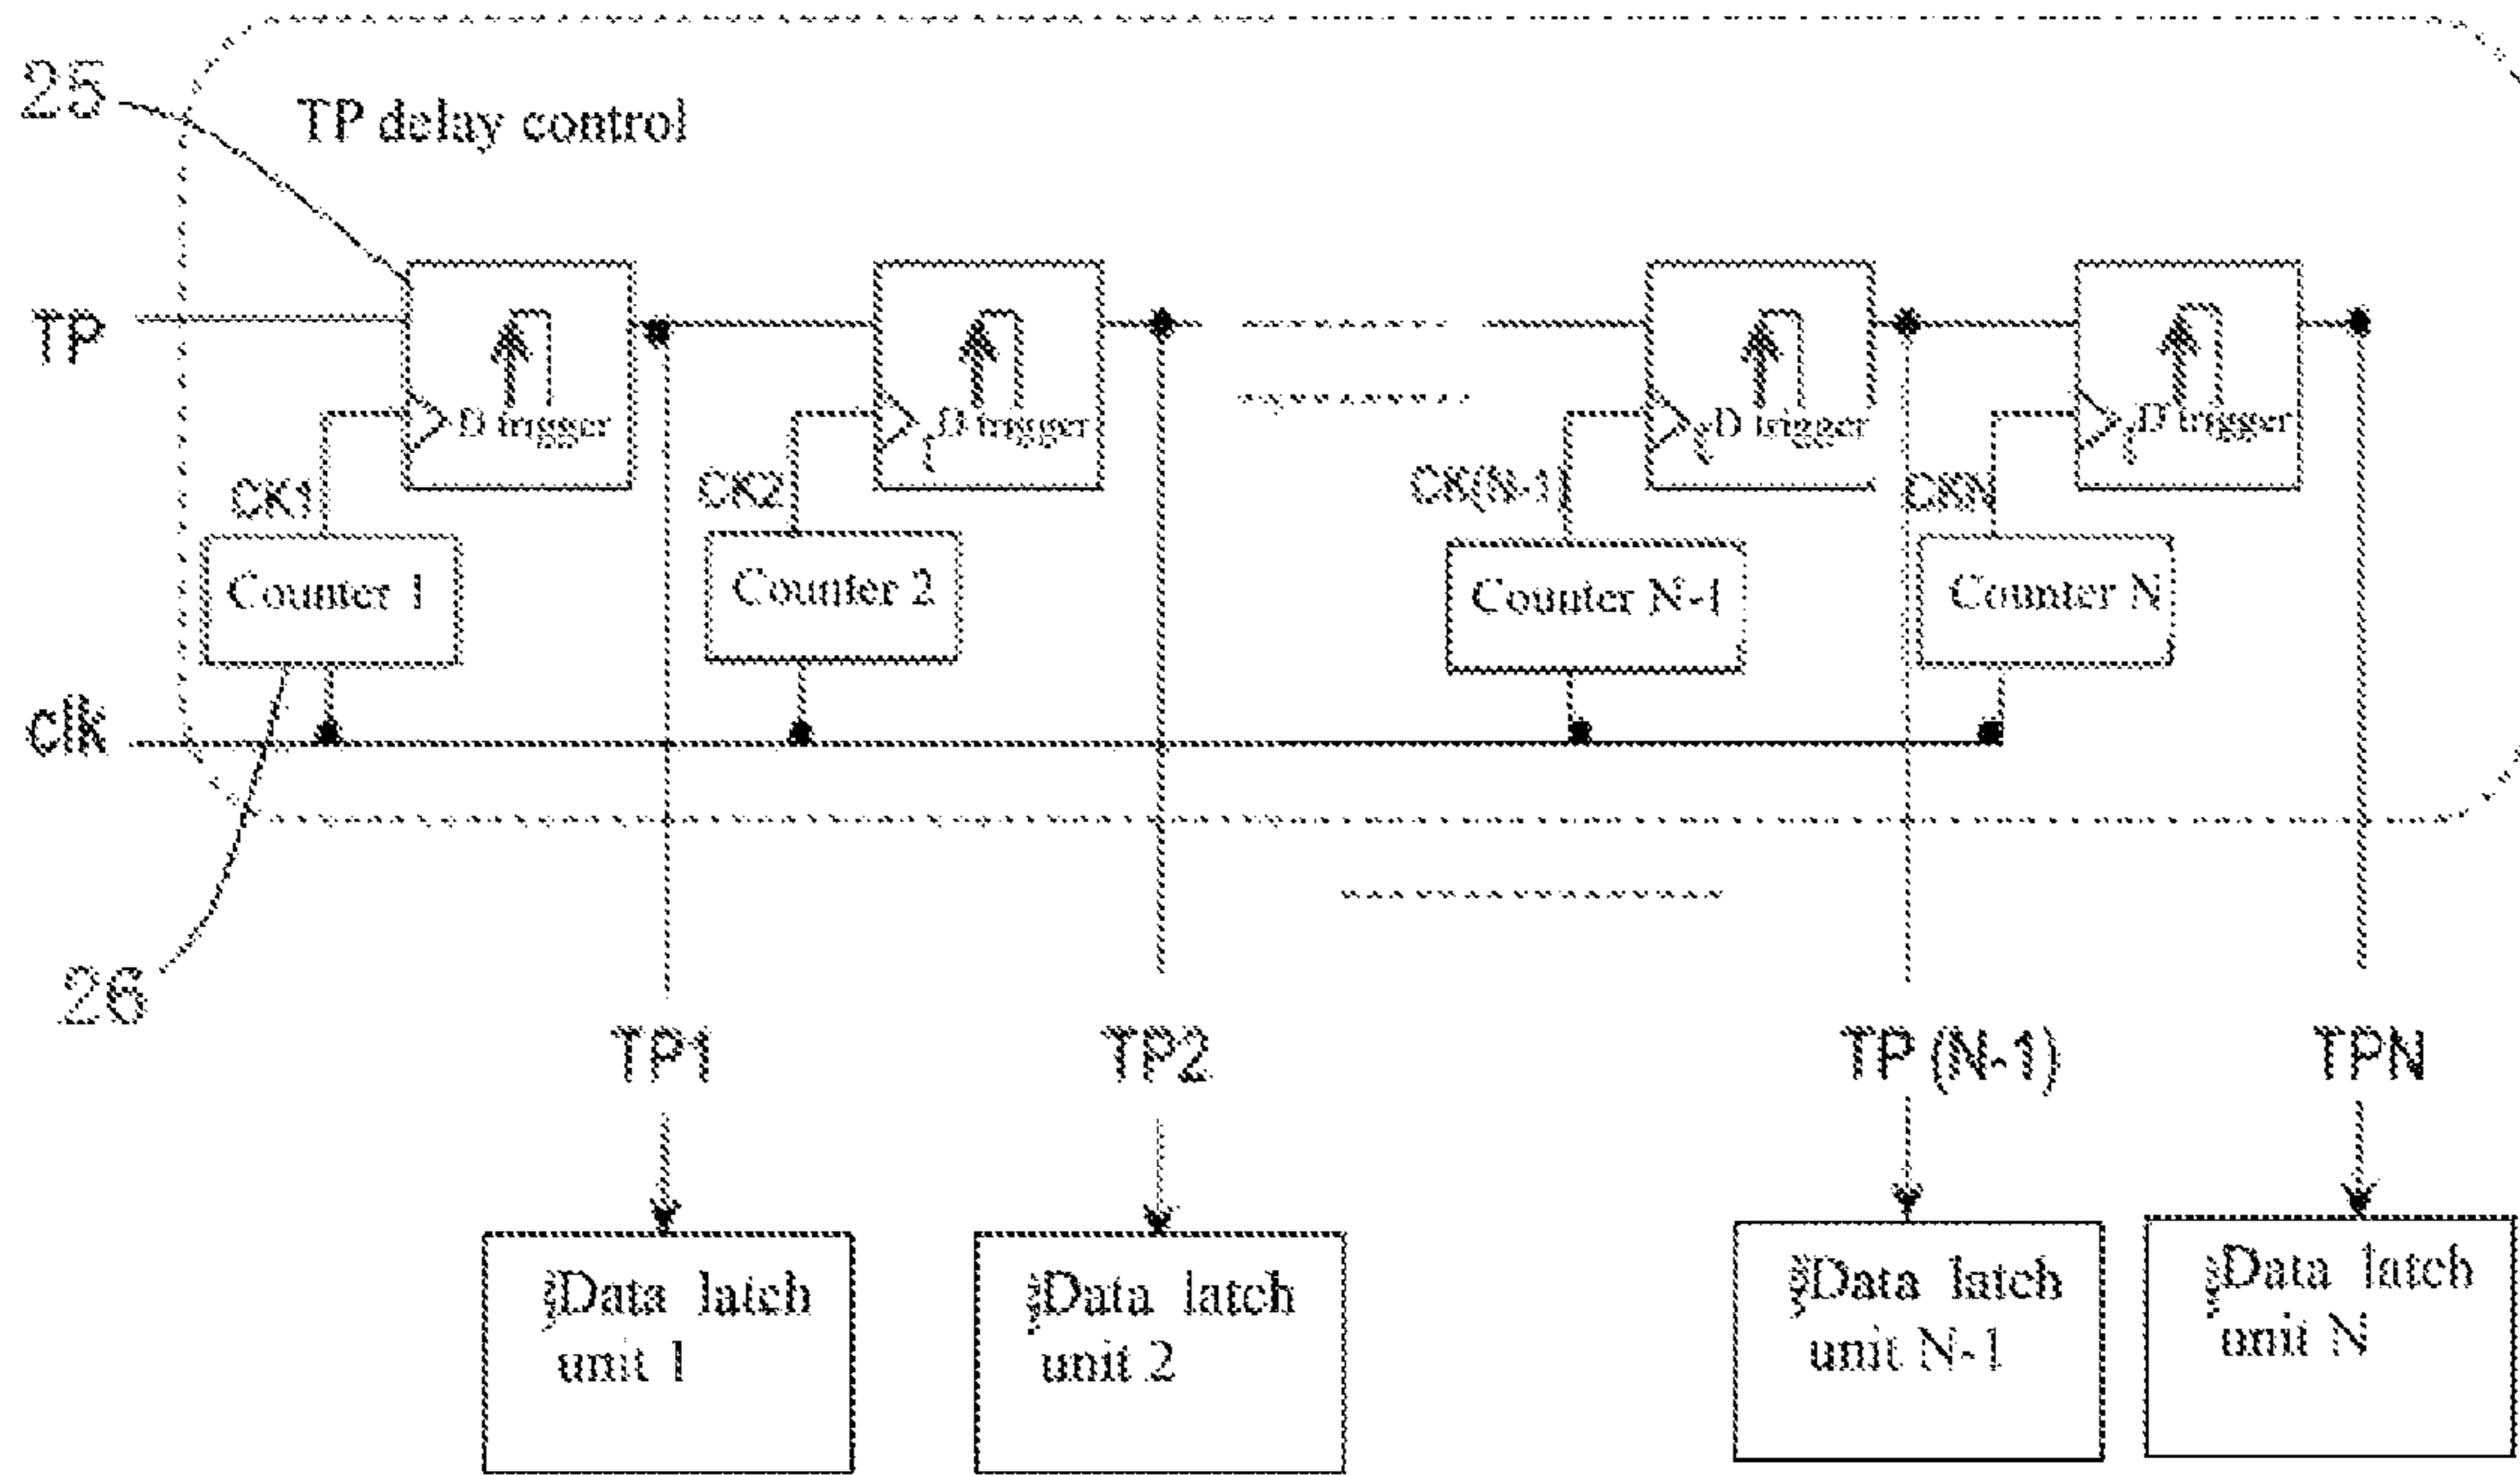 25
TP delay control
TP
D trigger
D trigger
D trigger
D trigger
CK1
CK2
CK(N-1)
CKN
Counter 1
Counter 2
Counter N-1
Counter N
clk
26
TP1
TP2
TP (N-1)
TPN
Data latch
unit 1
Data latch
unit 2
Data latch
unit N-1
Data latch
unit N